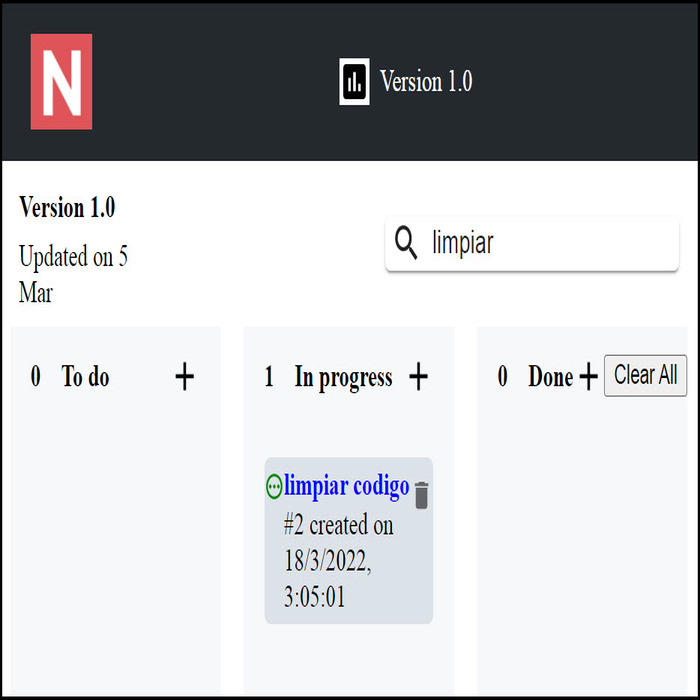 N
Version 1.0
Version 1.0
Updated on 5
Mar
limpiar
0 To do +
1 In progress +
0 Done + Clear All
limpiar codigo
#2 created on
18/3/2022,
3:05:01